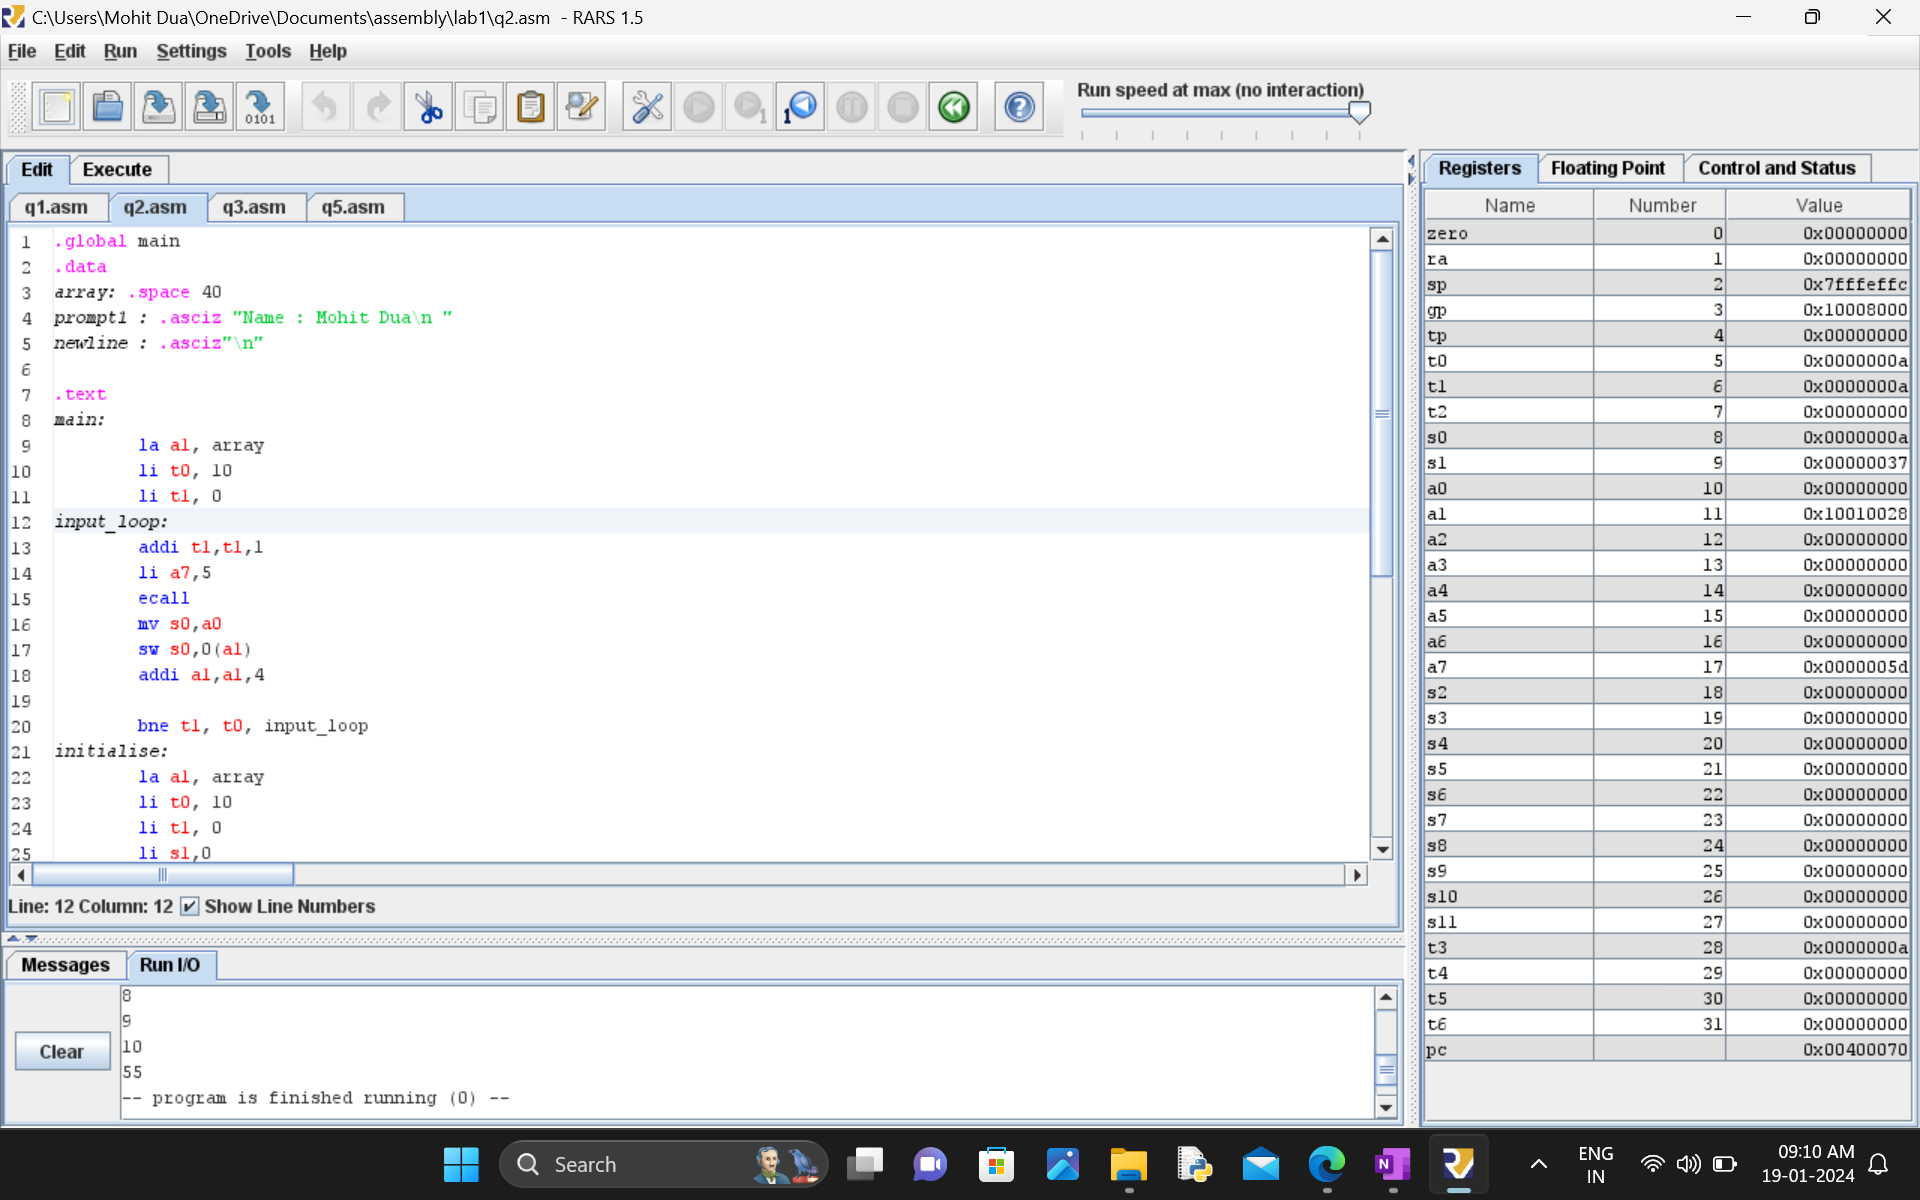 C:\Users\Mohit Dua\OneDrive\Documents\assembly\lab1\q2.asm - RARS 1.5
File Edit Run Settings Tools Help
0101
1
1
Run speed at max (no interaction)
Edit Execute
q1.asm q2.asm q3.asm q5.asm
1 .global main
2 .data
3 array: .space 40
4 prompt1 : .asciz "Name : Mohit Dua\n "
5 newline : .asciz"\n"
6
7 .text
8 main:
9 la a1, array
10 li t0, 10
11 li t1, 0
12 input_loop:
13 addi t1,t1,1
14 li a7,5
15 ecall
16 mv s0,a0
17 sw s0,0(a1)
18 addi a1,a1,4
19
20 bne t1, t0, input_loop
21 initialise:
22 la a1, array
23 li t0, 10
24 li t1, 0
25 li s1,0
Line: 12 Column: 12 Show Line Numbers
Messages Run I/O
Clear
8
9
10
55
-- program is finished running (0) --
Registers Floating Point Control and Status
Name Number Value
zero 0 0x00000000
ra 1 0x00000000
sp 2 0x7fffeffc
gp 3 0x10008000
tp 4 0x00000000
t0 5 0x0000000a
t1 6 0x0000000a
t2 7 0x00000000
s0 8 0x0000000a
s1 9 0x00000037
a0 10 0x00000000
a1 11 0x10010028
a2 12 0x00000000
a3 13 0x00000000
a4 14 0x00000000
a5 15 0x00000000
a6 16 0x00000000
a7 17 0x0000005d
s2 18 0x00000000
s3 19 0x00000000
s4 20 0x00000000
s5 21 0x00000000
s6 22 0x00000000
s7 23 0x00000000
s8 24 0x00000000
s9 25 0x00000000
s10 26 0x00000000
s11 27 0x00000000
t3 28 0x0000000a
t4 29 0x00000000
t5 30 0x00000000
t6 31 0x00000000
pc 0x00400070
Search
N
ENG
IN
09:10 AM
19-01-2024